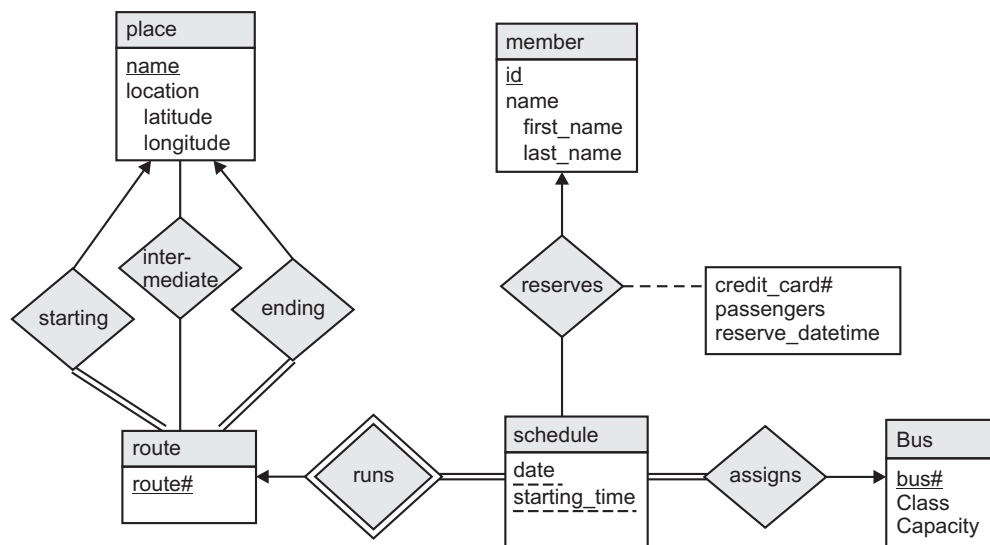 place
name
location
latitude
longitude
member
id
name
first_name
last_name
starting
inter-
mediate
ending
reserves
credit_card#
passengers
reserve_datetime
route
route#
runs
schedule
date
starting_time
assigns
Bus
bus#
Class
Capacity